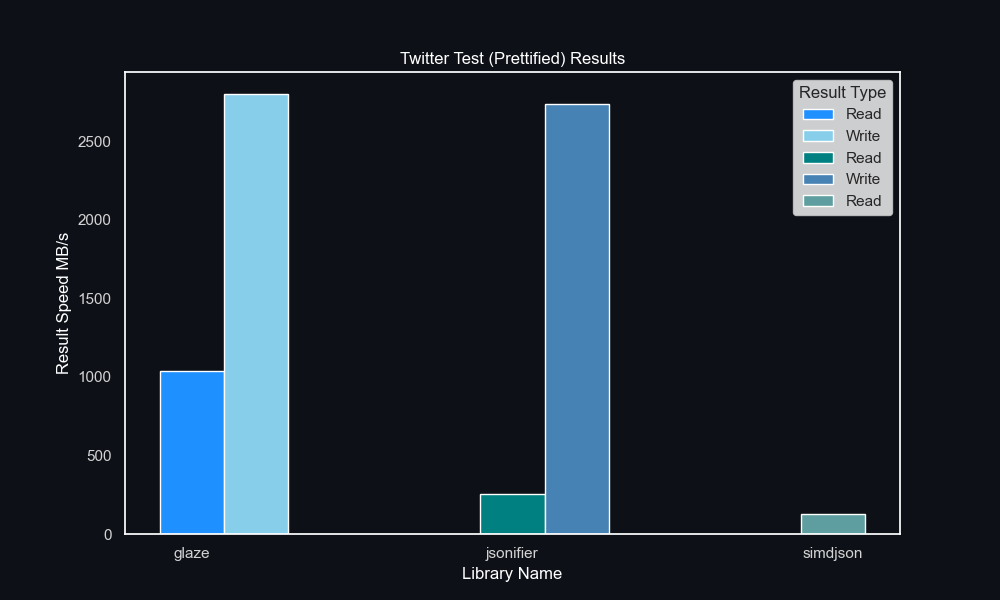 Twitter Test (Prettified) Results
Result Type
Read
Write
Read
Write
Read
Result Speed MB/s
2500
2000
1500
1000
500
0
glaze
jsonifier
simdjson
Library Name